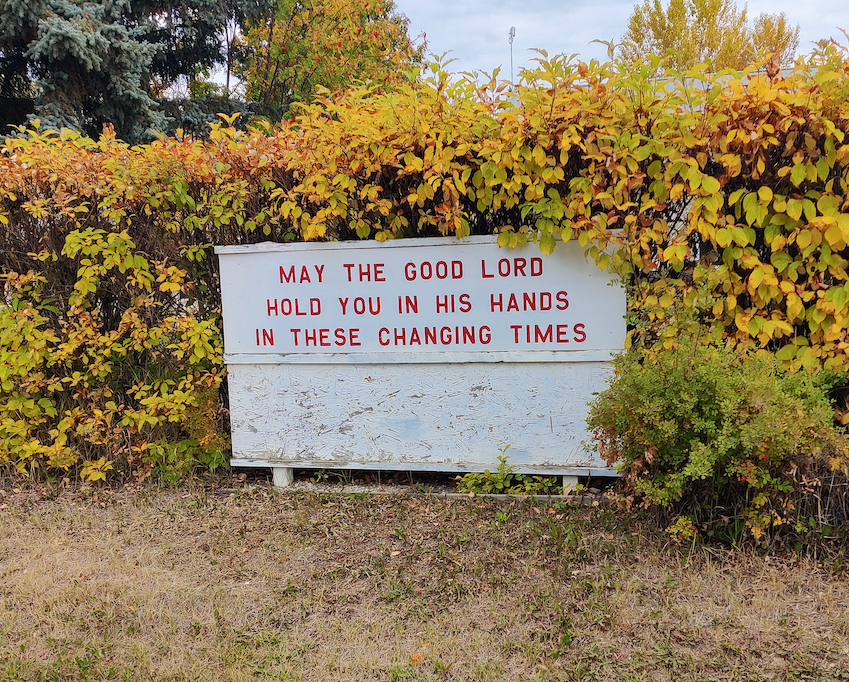 MAY THE GOOD LORD
HOLD YOU IN HIS HANDS
IN THESE CHANGING TIMES